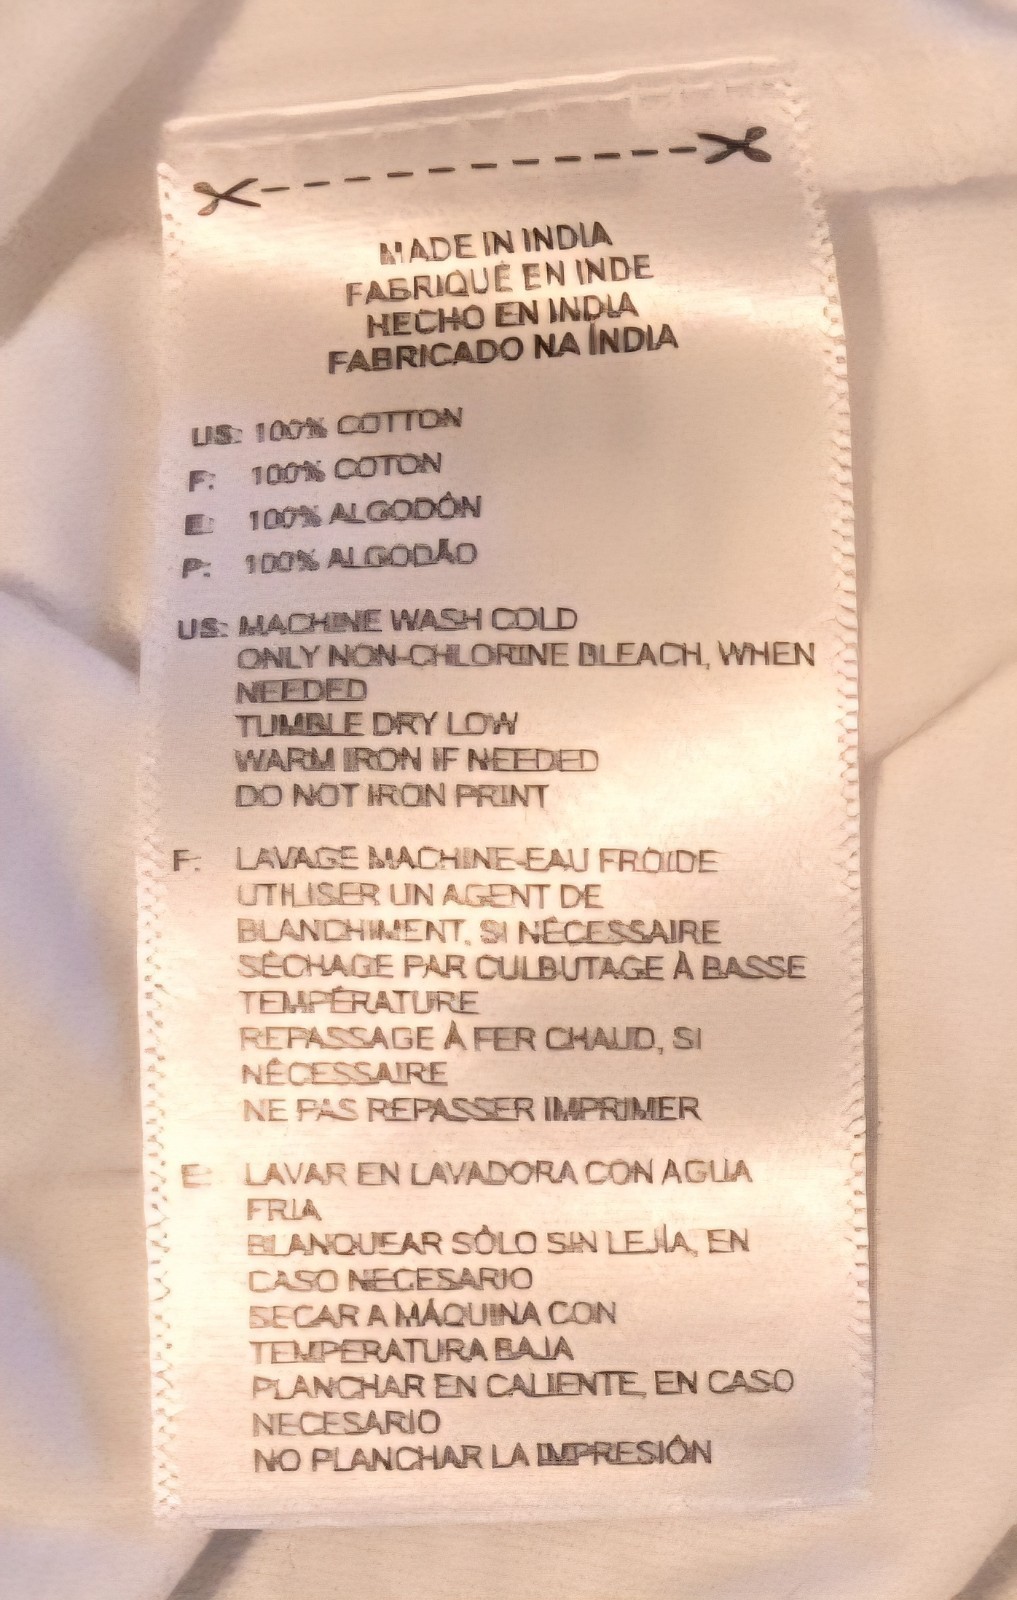 MADE IN INDIA
FABRIQUÉ EN INDE
HECHO EN INDIA
FABRICADO NA ÍNDIA
US: 100% COTTON
F: 100% COTON
E: 100% ALGODÓN
P: 100% ALGODÃO
US: MACHINE WASH COLD
ONLY NON-CHLORINE BLEACH, WHEN
NEEDED
TUMBLE DRY LOW
WARM IRON IF NEEDED
DO NOT IRON PRINT
F: LAVAGE MACHINE-EAU FROIDE
UTILISER UN AGENT DE
BLANCHIMENT, SI NÉCESSAIRE
SÉCHAGE PAR CULBUTAGE À BASSE
TEMPÉRATURE
REPASSAGE À FER CHAUD, SI
NÉCESSAIRE
NE PAS REPASSER IMPRIMER
E: LAVAR EN LAVADORA CON AGUA
FRIA
BLANQUEAR SÓLO SIN LEJÍA, EN
CASO NECESARIO
SECAR A MÁQUINA CON
TEMPERATURA BAJA
PLANCHAR EN CALIENTE, EN CASO
NECESARIO
NO PLANCHAR LA IMPRESIÓN